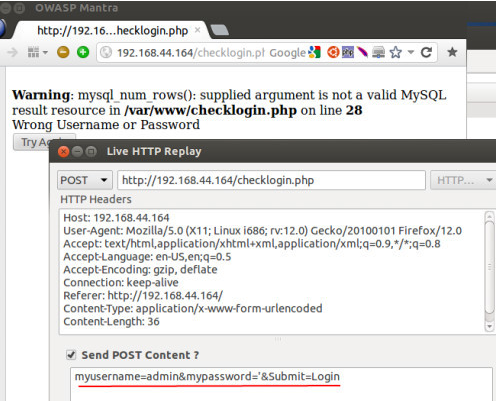 OWASP Mantra
http://192.16...hecklogin.php
192.168.44.164/checklogin.pl Google
Warning: mysql_num_rows(): supplied argument is not a valid MySQL
result resource in /var/www/checklogin.php on line 28
Wrong Username or Password
Try Ag
Live HTTP Replay
POST http://192.168.44.164/checklogin.php HTTP...
HTTP Headers
Host: 192.168.44.164
User-Agent: Mozilla/5.0 (X11; Linux i686; rv:12.0) Gecko/20100101 Firefox/12.0
Accept: text/html,application/xhtml+xml,application/xml;q=0.9,*/*;q=0.8
Accept-Language: en-US,en;q=0.5
Accept-Encoding: gzip, deflate
Connection: keep-alive
Referer: http://192.168.44.164/
Content-Type: application/x-www-form-urlencoded
Content-Length: 36
Send POST Content ?
myusername=admin&mypassword='&Submit=Login